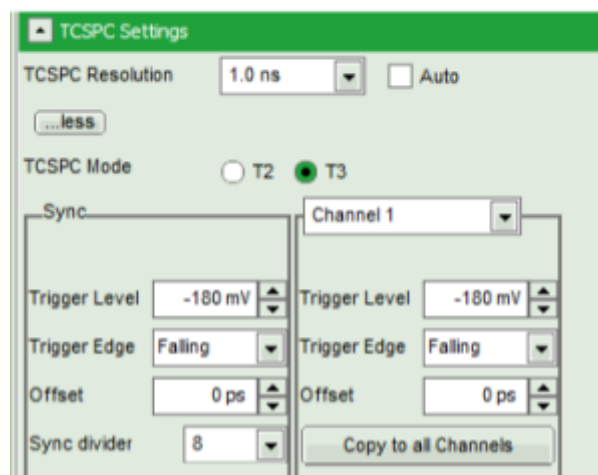 TCSPC Settings
TCSPC Resolution 1.0 ns Auto
...less
TCSPC Mode T2 T3
Sync Channel 1
Trigger Level -180 mV Trigger Level -180 mV
Trigger Edge Falling Trigger Edge Falling
Offset 0 ps Offset 0 ps
Sync divider 8 Copy to all Channels